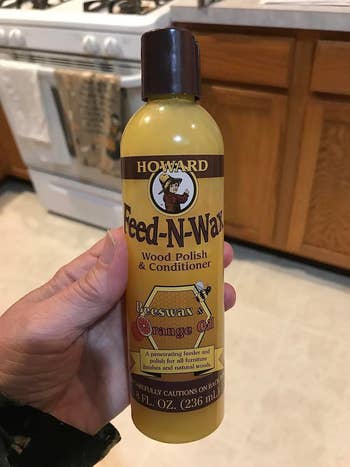 HOWARD
Feed-N-Wax
Wood Polish
& Conditioner
Beeswax &
Orange Oil
A penetrating feeder and
polish for all furniture
finishes and natural woods.
CAREFULLY CAUTIONS ON BACK
8 FL. OZ. (236 mL)